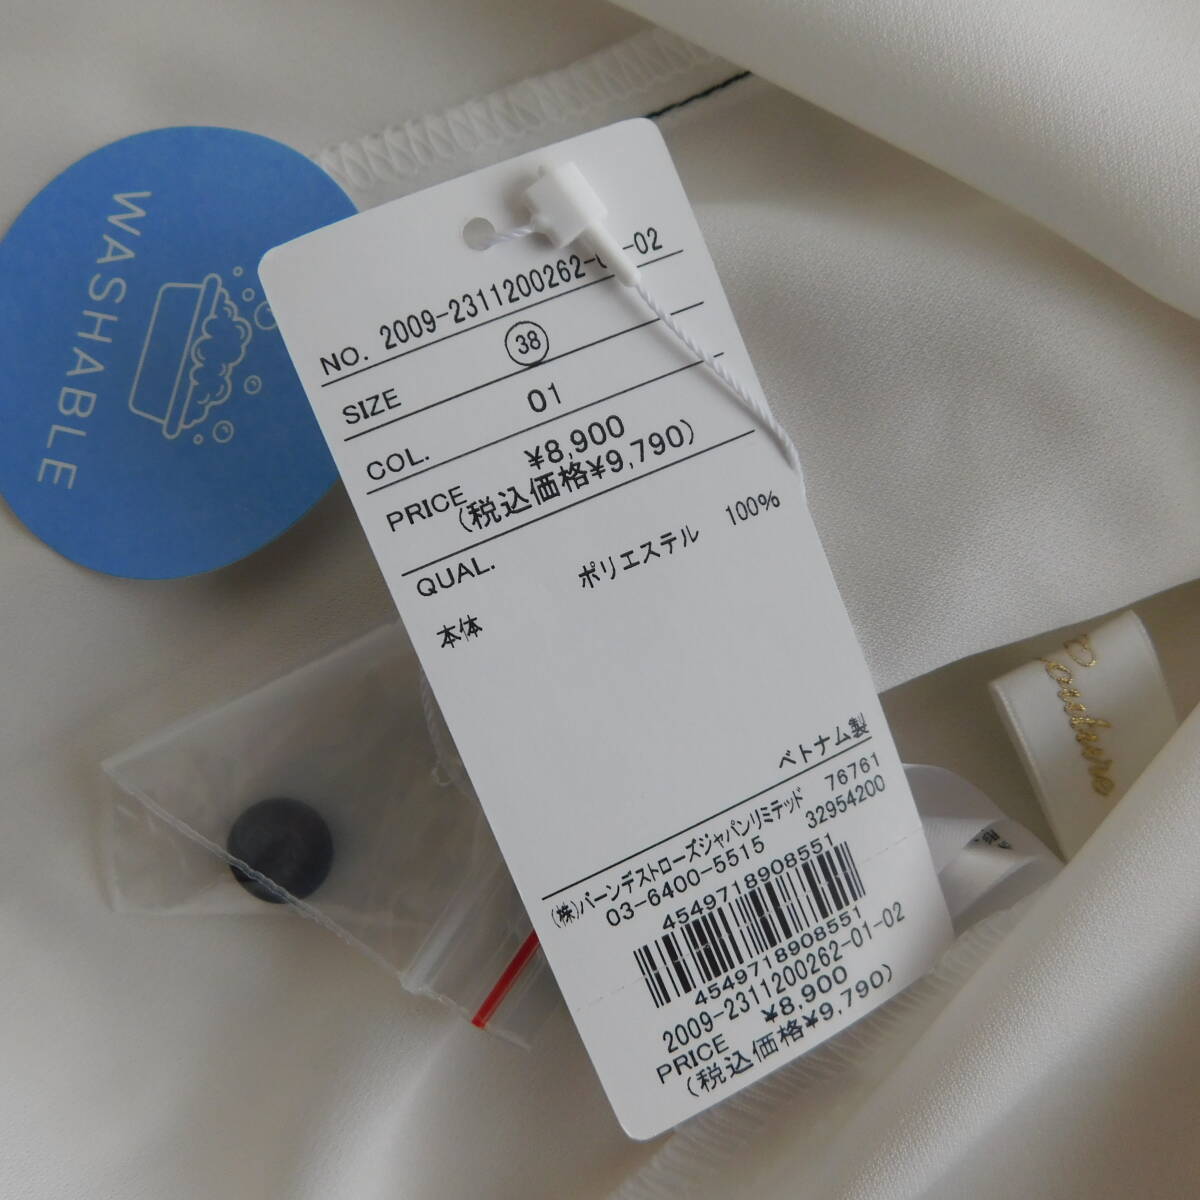 WASHABLE
NO. 2009-2311200262-01-02
SIZE 38
COL. 01
PRICE ¥8,900
(税込価格¥9,790)
QUAL.
本体 ポリエステル 100%
ベトナム製
(株)バーンデストローズジャパンリミテッド 76761
03-6400-5515 32954200
4549718908551
4549718908551
2009-2311200262-01-02
PRICE ¥8,900
(税込価格¥9,790)